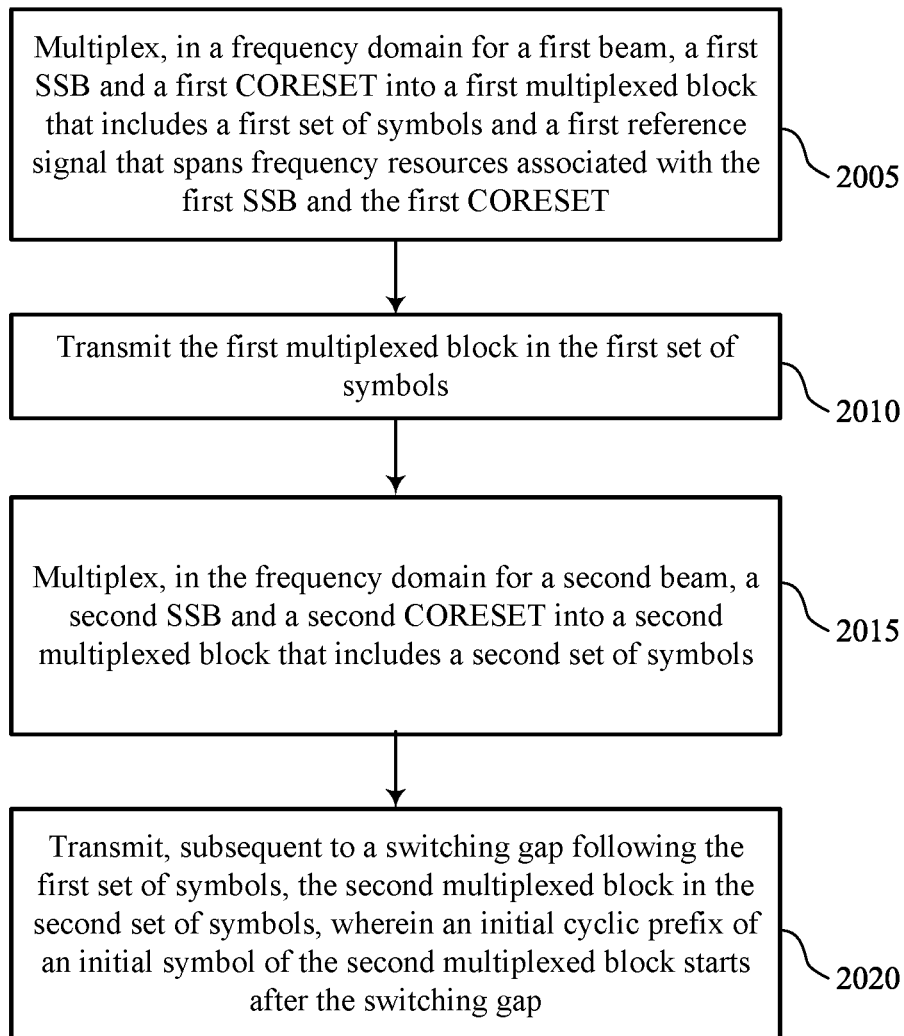 Multiplex, in a frequency domain for a first beam, a first
SSB and a first CORESET into a first multiplexed block
that includes a first set of symbols and a first reference
signal that spans frequency resources associated with the
first SSB and the first CORESET
2005
Transmit the first multiplexed block in the first set of
symbols
2010
Multiplex, in the frequency domain for a second beam, a
second SSB and a second CORESET into a second
multiplexed block that includes a second set of symbols
2015
Transmit, subsequent to a switching gap following the
first set of symbols, the second multiplexed block in the
second set of symbols, wherein an initial cyclic prefix of
an initial symbol of the second multiplexed block starts
after the switching gap
2020